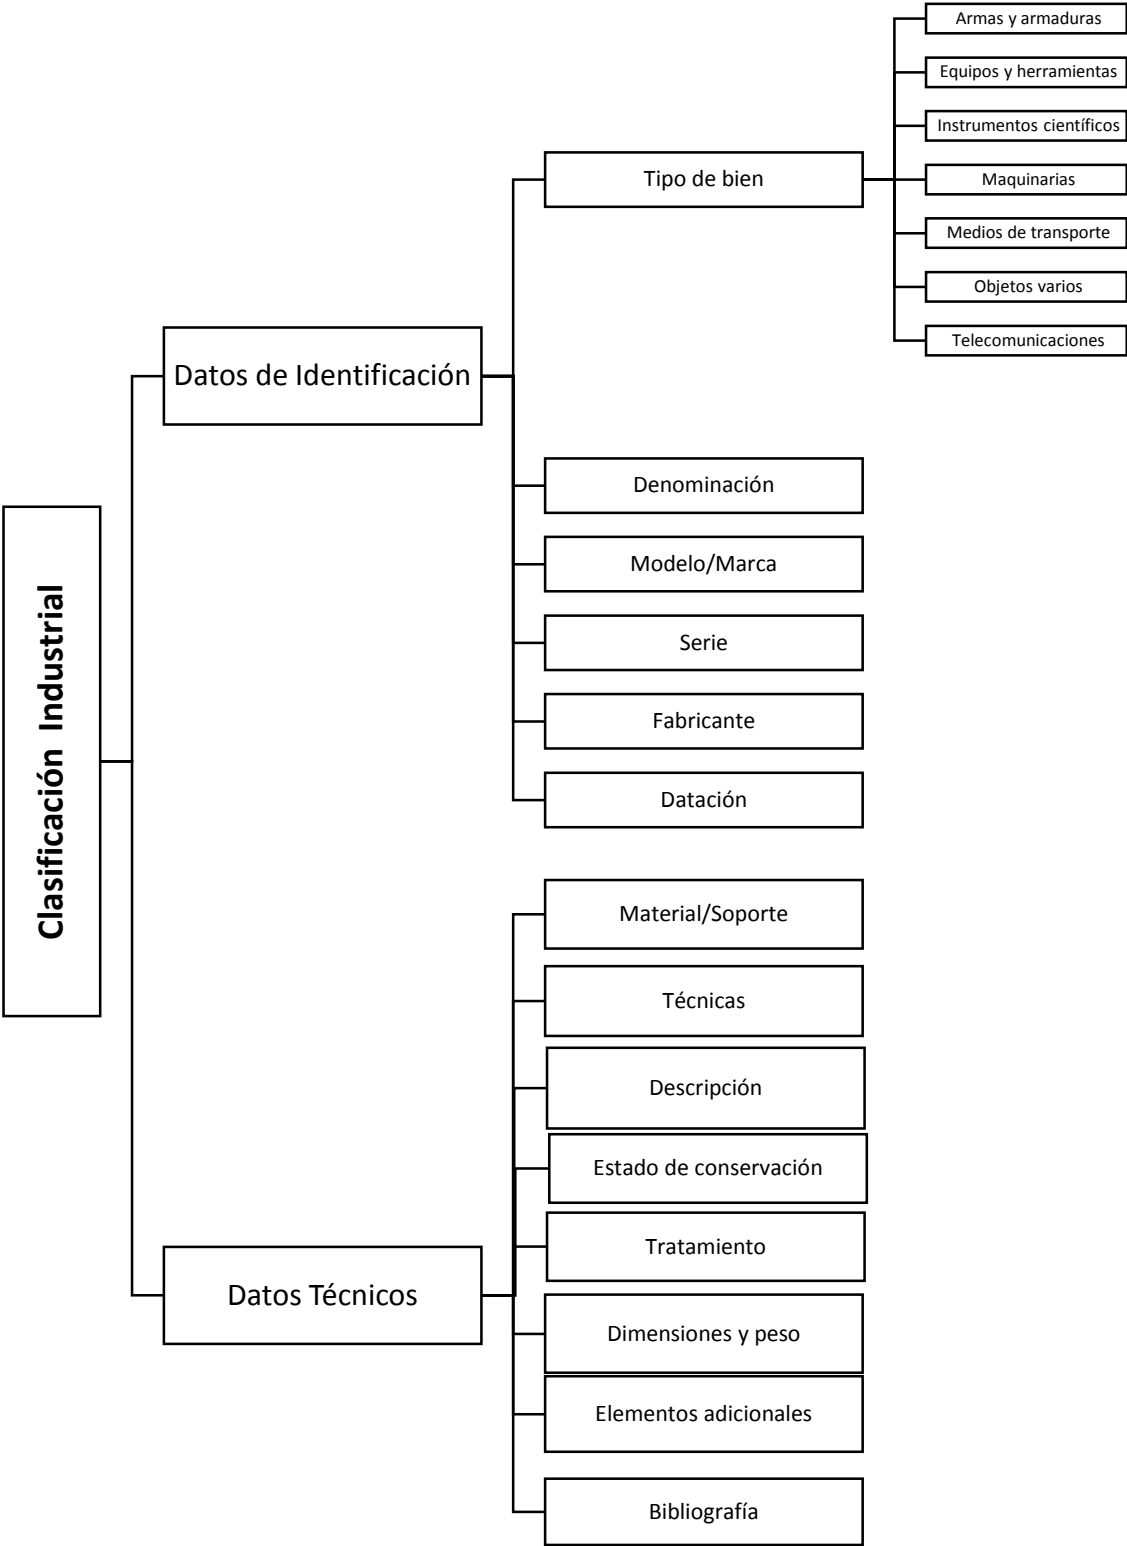 Clasificación Industrial
Datos de Identificación
Tipo de bien
Armas y armaduras
Equipos y herramientas
Instrumentos científicos
Maquinarias
Medios de transporte
Objetos varios
Telecomunicaciones
Denominación
Modelo/Marca
Serie
Fabricante
Datación
Datos Técnicos
Material/Soporte
Técnicas
Descripción
Estado de conservación
Tratamiento
Dimensiones y peso
Elementos adicionales
Bibliografía